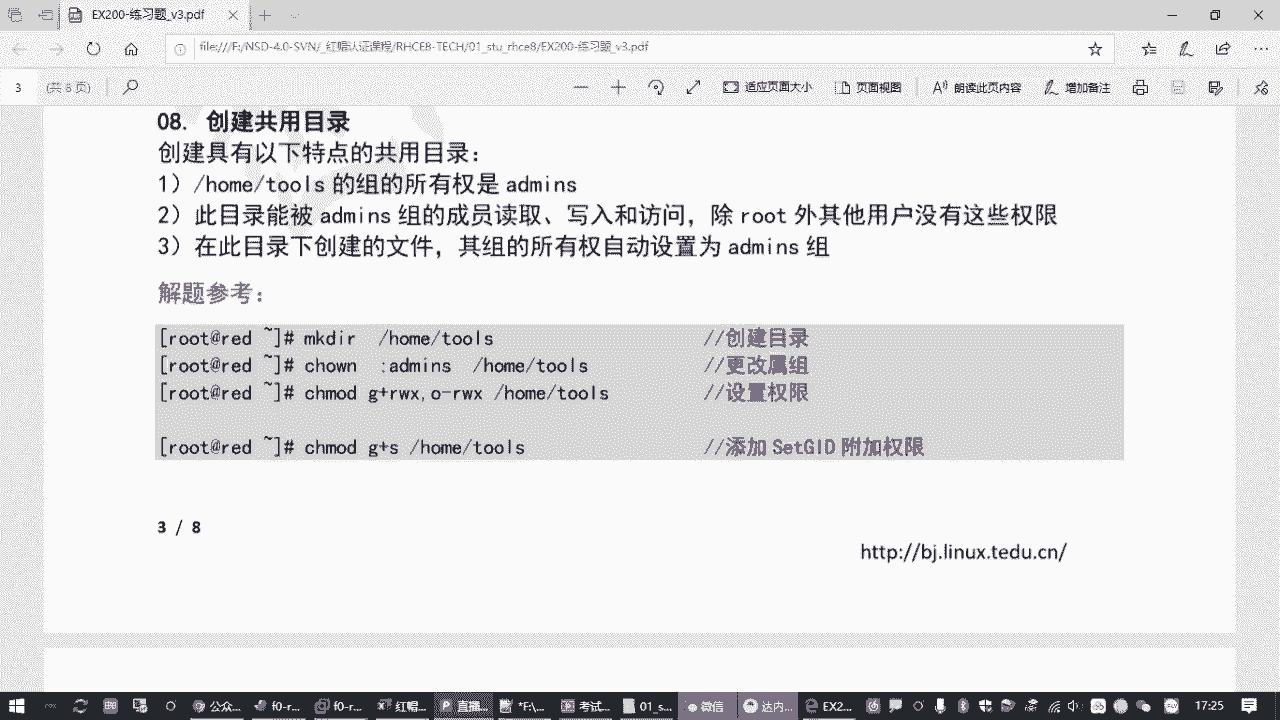 EX200-练习题_v3.pdf
file:///F:/NSD-4.0-SVN/_红帽认证课程/RHCE8-TECH/01_stu_rhce8/EX200-练习题_v3.pdf
3 (共 8 页) 适应页面大小 页面视图 朗读此页内容 增加备注
08. 创建共用目录
创建具有以下特点的共用目录：
1）/home/tools 的组的所有权是 admins
2）此目录能被 admins 组的成员读取、写入和访问，除 root 外其他用户没有这些权限
3）在此目录下创建的文件，其组的所有权自动设置为 admins 组
解题参考：
[root@red ~]# mkdir /home/tools //创建目录
[root@red ~]# chown :admins /home/tools //更改属组
[root@red ~]# chmod g+rwx,o-rwx /home/tools //设置权限
[root@red ~]# chmod g+s /home/tools //添加 SetGID 附加权限
3 / 8
http://bj.linux.tedu.cn/
公众... f0-r... f0-r... 红帽... 直播... *F:\... 考试... 01_s... 微信 达内... EX2... 17:25